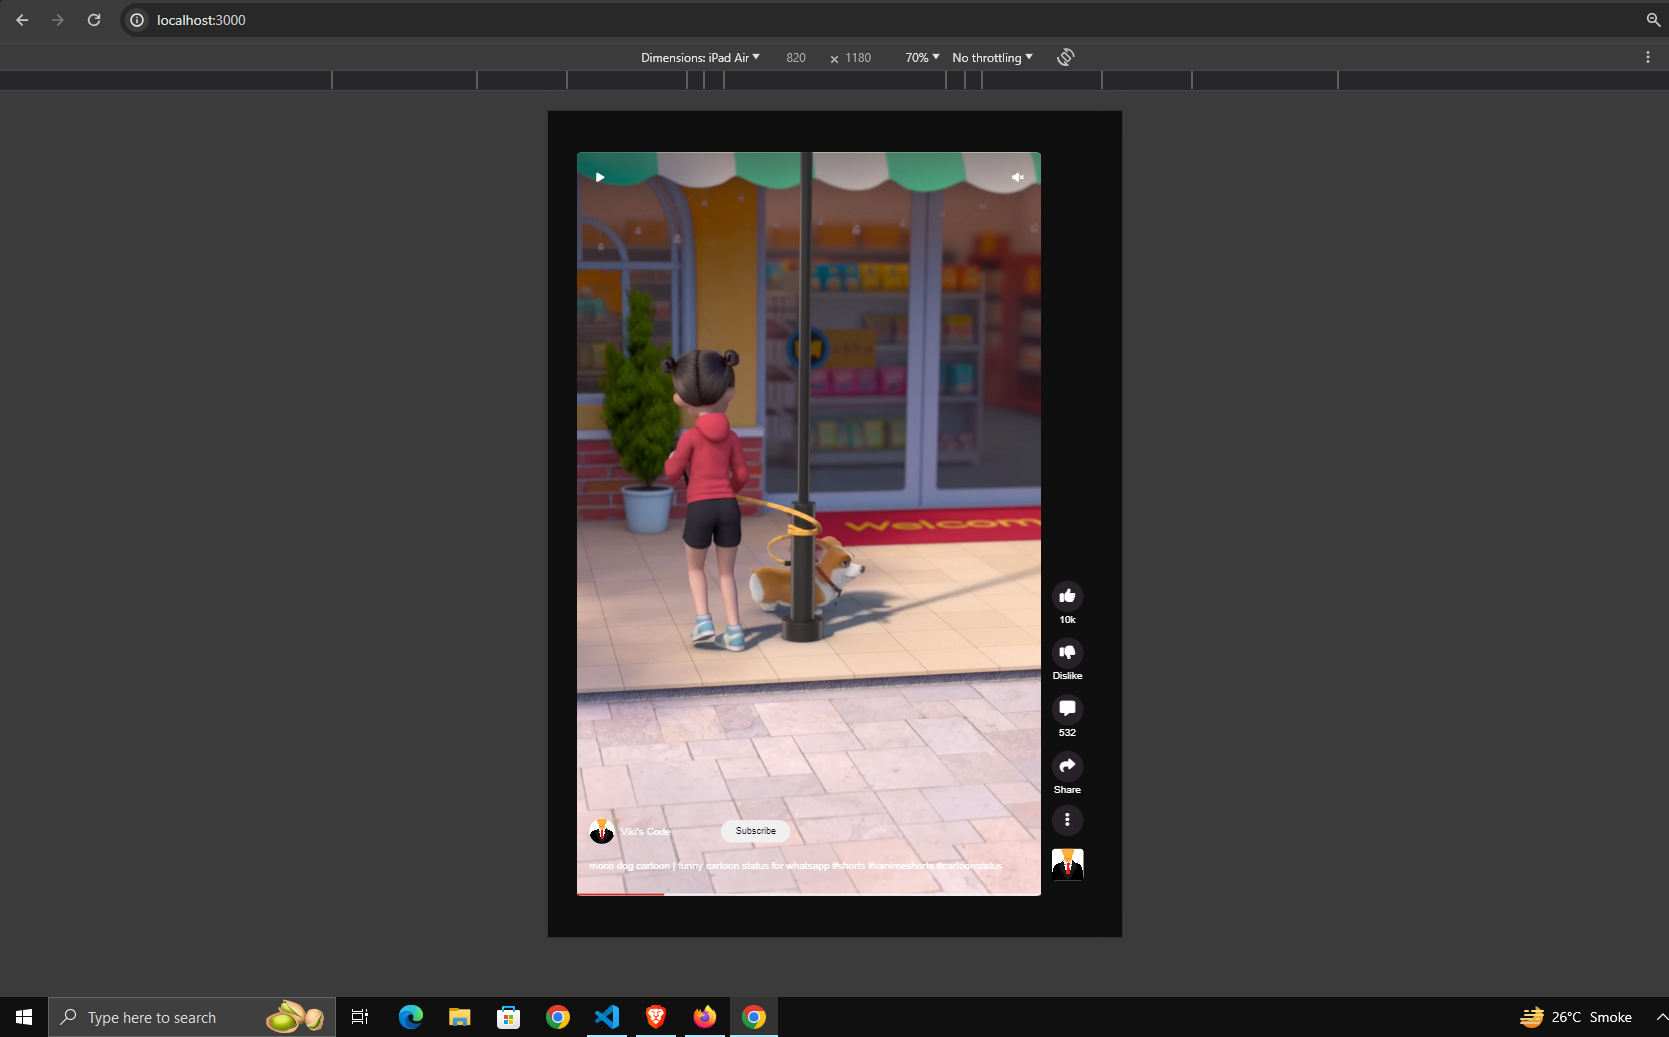 localhost:3000
Dimensions: iPad Air 820 × 1180 70% No throttling
Welcom
10k
Dislike
532
Share
Viki's Code Subscribe
moco dog cartoon | funny cartoon status for whatsapp #shorts #xanimeshorts #cartoonstatus
Type here to search
26°C Smoke